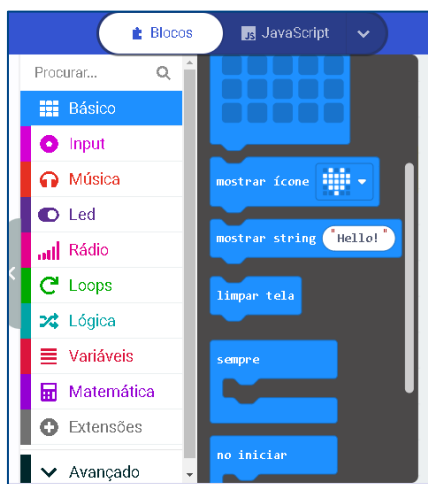 Blocos
JS JavaScript
Procurar...
Básico
Input
Música
Led
Rádio
Loops
Lógica
Variáveis
Matemática
Extensões
Avançado
mostrar ícone
mostrar string "Hello!"
limpar tela
sempre
no iniciar